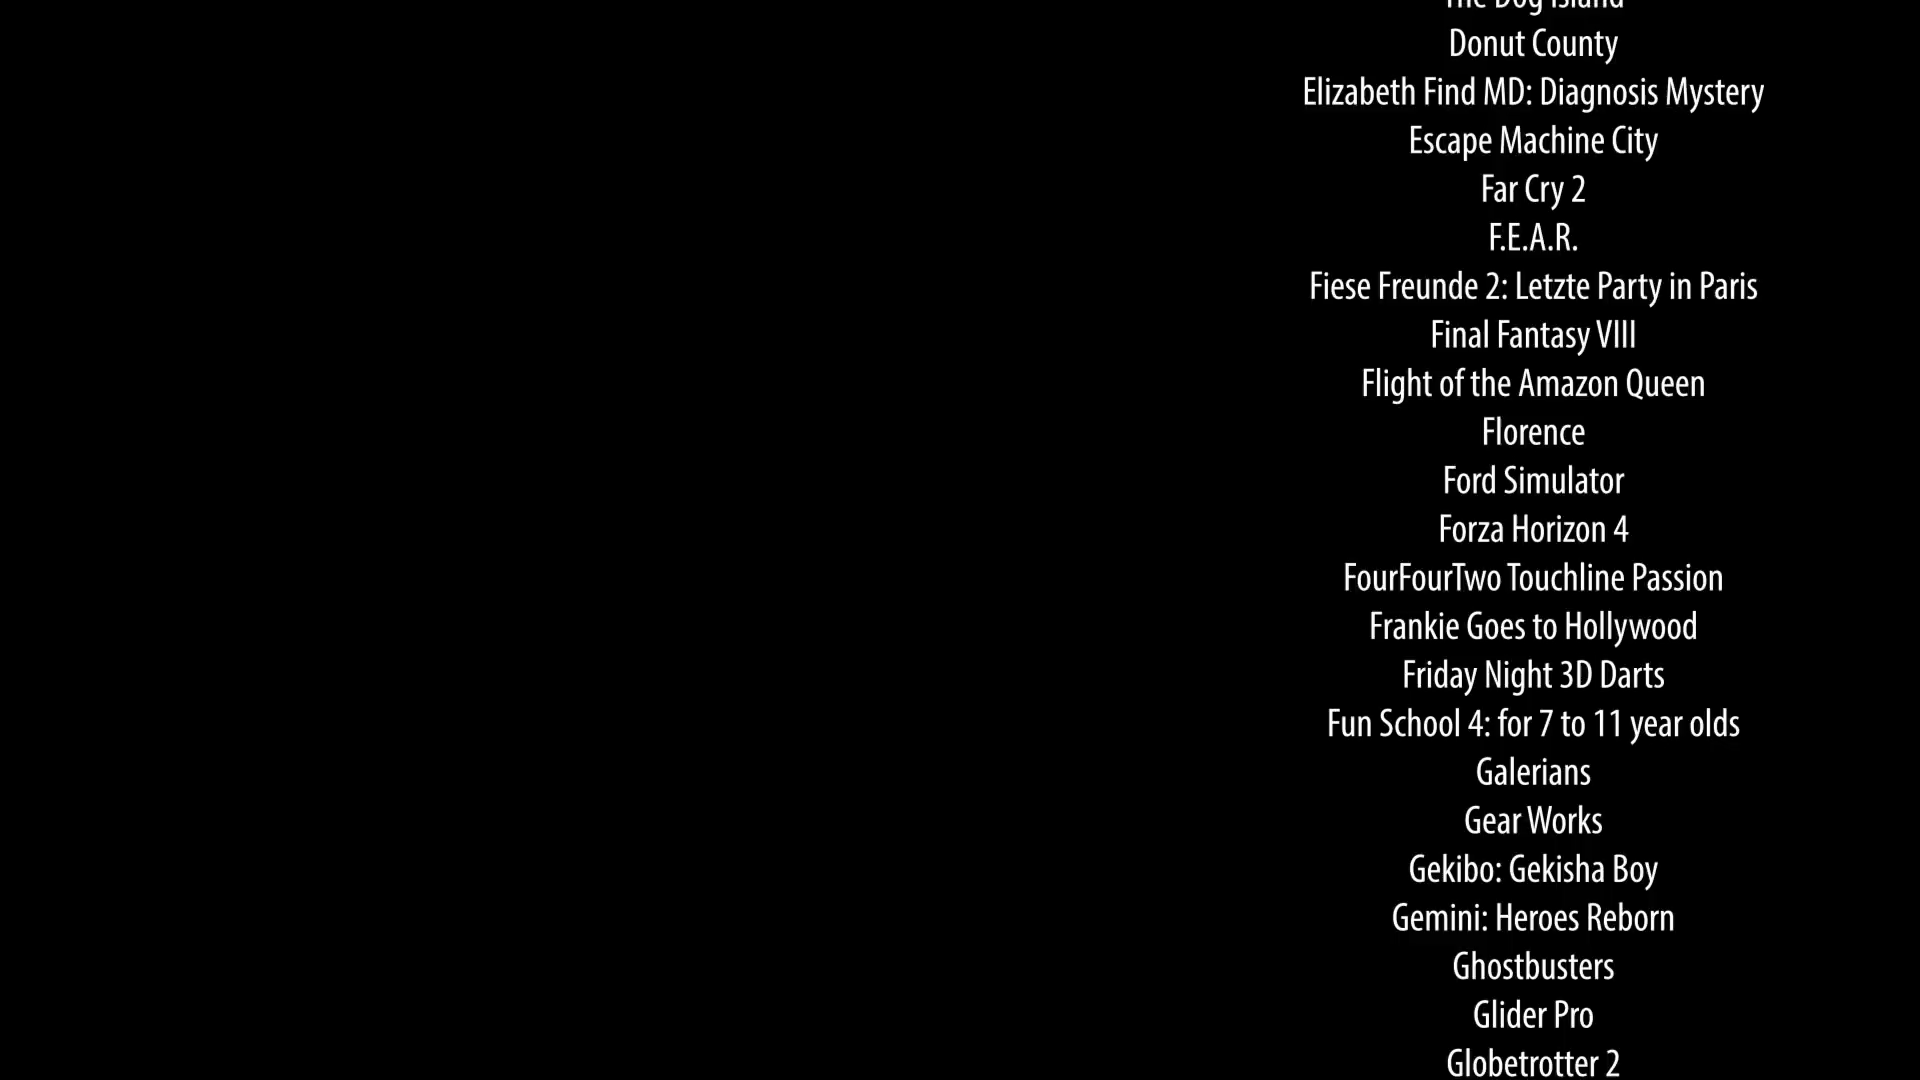 The Dog Island
Donut County
Elizabeth Find MD: Diagnosis Mystery
Escape Machine City
Far Cry 2
F.E.A.R.
Fiese Freunde 2: Letzte Party in Paris
Final Fantasy VIII
Flight of the Amazon Queen
Florence
Ford Simulator
Forza Horizon 4
FourFourTwo Touchline Passion
Frankie Goes to Hollywood
Friday Night 3D Darts
Fun School 4: for 7 to 11 year olds
Galerians
Gear Works
Gekibo: Gekisha Boy
Gemini: Heroes Reborn
Ghostbusters
Glider Pro
Globetrotter 2